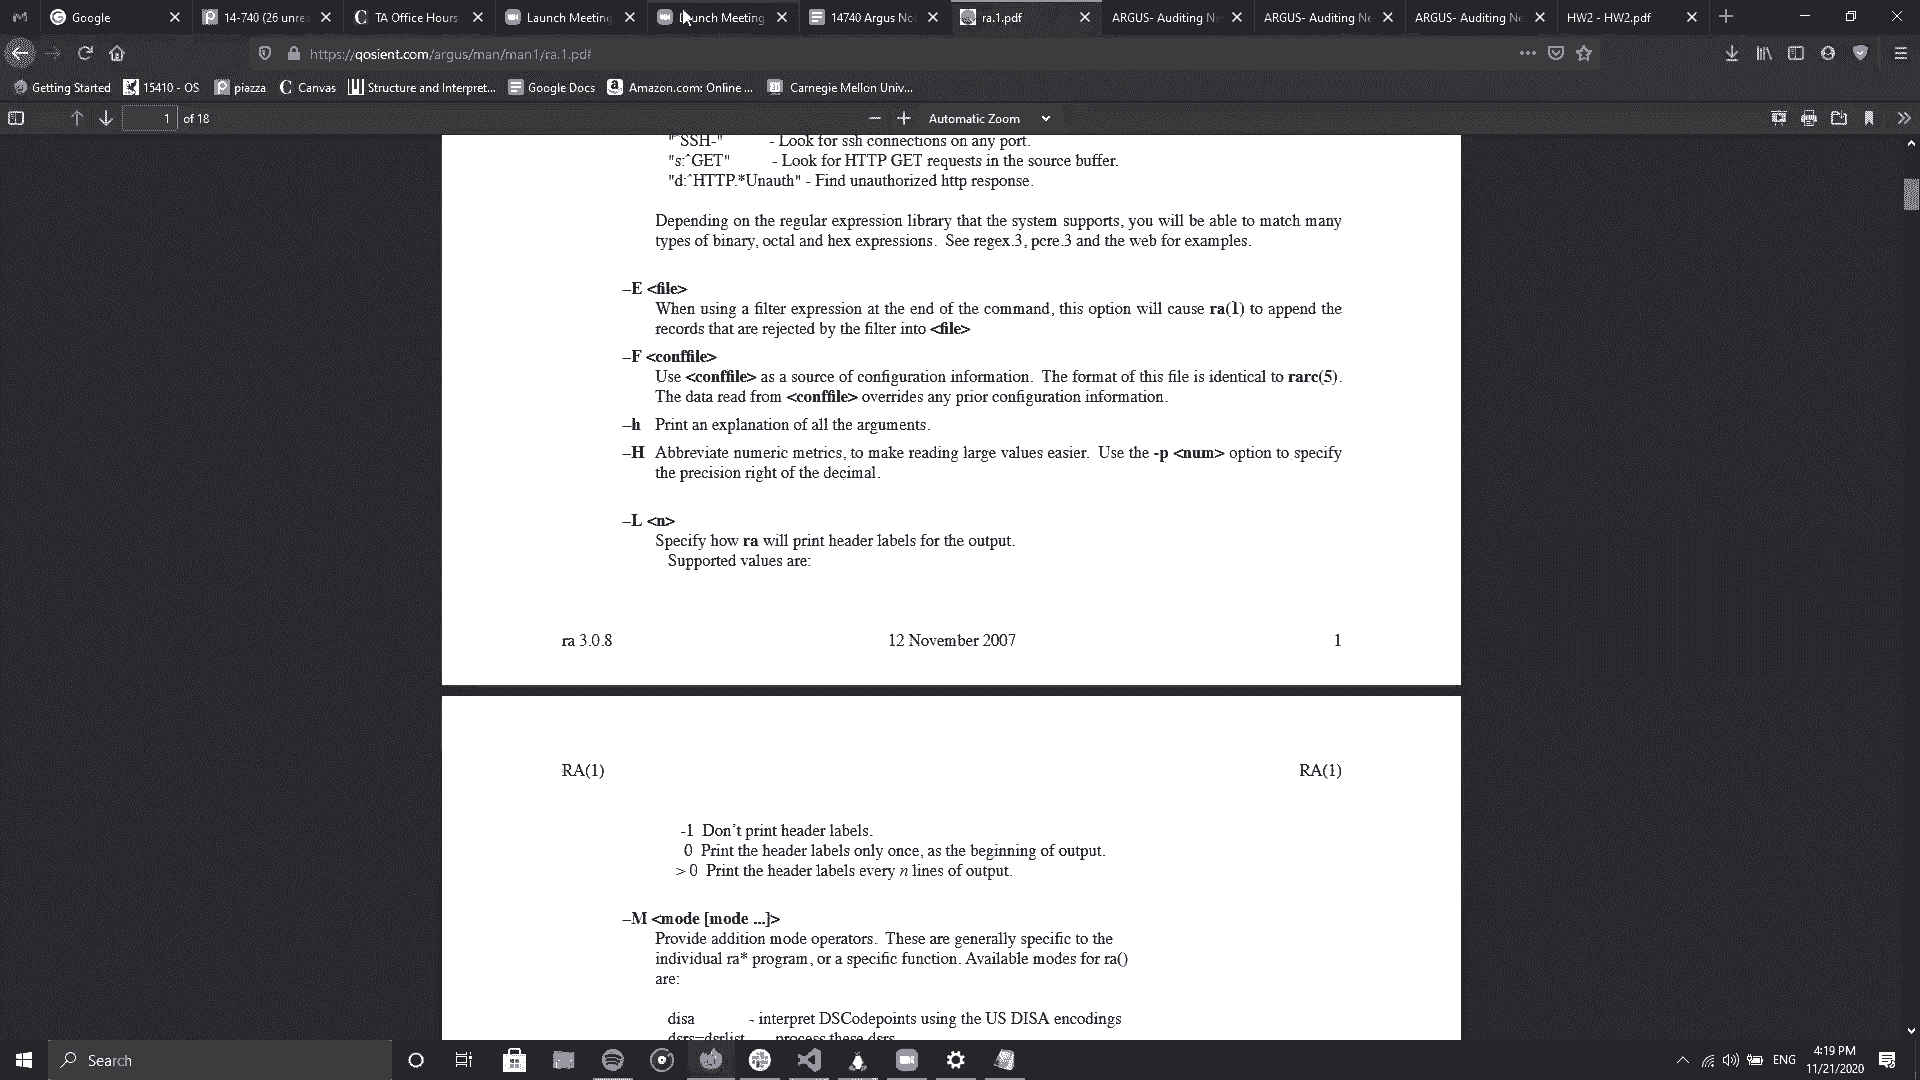 Google
14-740 (26 unre
TA Office Hours
Launch Meeting
unch Meeting
14740 Argus No
ra.1.pdf
ARGUS- Auditing Ne
ARGUS- Auditing Ne
ARGUS- Auditing Ne
HW2 - HW2.pdf
https://qosient.com/argus/man/man1/ra.1.pdf
Getting Started
15410 - OS
piazza
Canvas
Structure and Interpret...
Google Docs
Amazon.com: Online ...
Carnegie Mellon Univ...
1 of 18
Automatic Zoom
"^SSH-" - Look for ssh connections on any port.
"s:^GET" - Look for HTTP GET requests in the source buffer.
"d:^HTTP.*Unauth" - Find unauthorized http response.
Depending on the regular expression library that the system supports, you will be able to match many
types of binary, octal and hex expressions. See regex.3, pcre.3 and the web for examples.
–E <file>
When using a filter expression at the end of the command, this option will cause ra(1) to append the
records that are rejected by the filter into <file>
–F <conffile>
Use <conffile> as a source of configuration information. The format of this file is identical to rarc(5).
The data read from <conffile> overrides any prior configuration information.
–h Print an explanation of all the arguments.
–H Abbreviate numeric metrics, to make reading large values easier. Use the -p <num> option to specify
the precision right of the decimal.
–L <n>
Specify how ra will print header labels for the output.
Supported values are:
ra 3.0.8 12 November 2007 1
RA(1) RA(1)
-1 Don’t print header labels.
0 Print the header labels only once, as the beginning of output.
> 0 Print the header labels every n lines of output.
–M <mode [mode ...]>
Provide addition mode operators. These are generally specific to the
individual ra* program, or a specific function. Available modes for ra()
are:
disa - interpret DSCodepoints using the US DISA encodings
dsrs=dsrlist - process these dsrs
Search
ENG
4:19 PM
11/21/2020